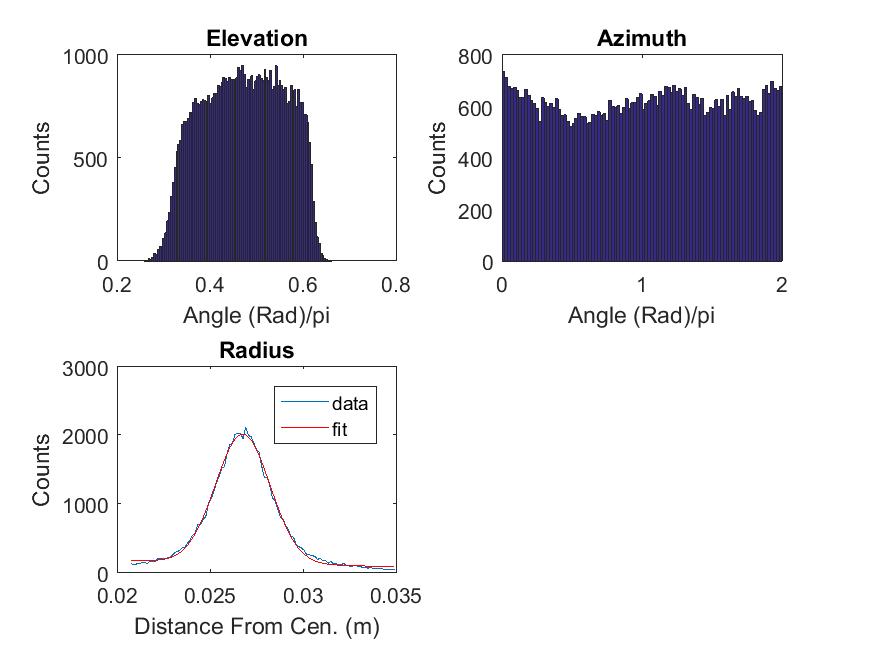 Elevation
1000
500
0
Counts
0.2 0.4 0.6 0.8
Angle (Rad)/pi
Azimuth
800
600
400
200
0
Counts
0 1 2
Angle (Rad)/pi
Radius
3000
2000
1000
0
Counts
data
fit
0.02 0.025 0.03 0.035
Distance From Cen. (m)